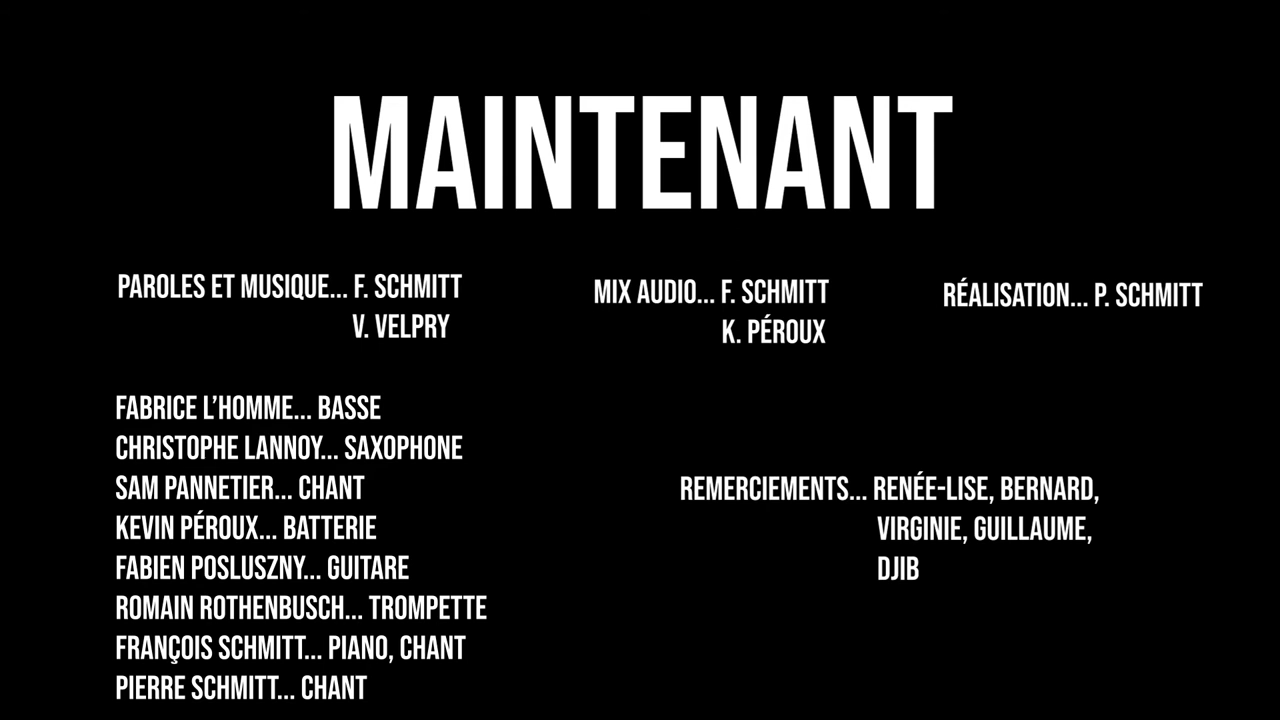 MAINTENANT
PAROLES ET MUSIQUE... F. SCHMITT
V. VELPRY
MIX AUDIO... F. SCHMITT
K. PÉROUX
RÉALISATION... P. SCHMITT
FABRICE L’HOMME... BASSE
CHRISTOPHE LANNOY... SAXOPHONE
SAM PANNETIER... CHANT
KEVIN PÉROUX... BATTERIE
FABIEN POSLUSZNY... GUITARE
ROMAIN ROTHENBUSCH... TROMPETTE
FRANÇOIS SCHMITT... PIANO, CHANT
PIERRE SCHMITT... CHANT
REMERCIEMENTS... RENÉE-LISE, BERNARD,
VIRGINIE, GUILLAUME,
DJIB